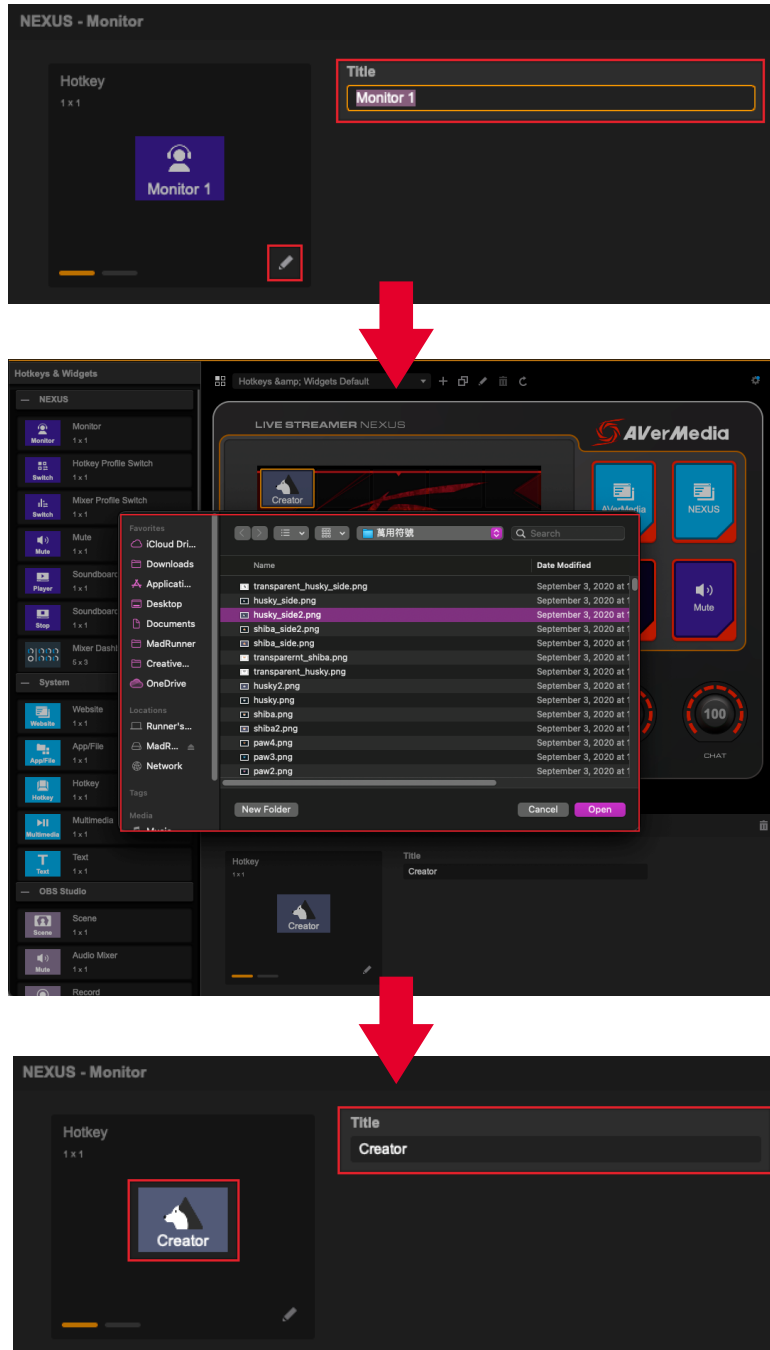 NEXUS - Monitor
Hotkey
1 x 1
Monitor 1
Title
Monitor 1
Hotkeys & Widgets
NEXUS
Monitor
Monitor
1 x 1
Switch
Hotkey Profile Switch
1 x 1
Switch
Mixer Profile Switch
1 x 1
Mute
Mute
1 x 1
Player
Soundboard
1 x 1
Stop
Soundboard
1 x 1
Mixer Dash
5 x 3
System
Website
Website
1 x 1
App/File
App/File
1 x 1
Hotkey
Hotkey
1 x 1
Multimedia
Multimedia
1 x 1
Text
Text
1 x 1
OBS Studio
Scene
Scene
1 x 1
Mute
Audio Mixer
1 x 1
Record
Hotkeys &amp; Widgets Default
LIVE STREAMER NEXUS
AVerMedia
Creator
AVerMedia
NEXUS
Mute
100
CHAT
Favorites
iCloud Dri...
Downloads
Applicati...
Desktop
Documents
MadRunner
Creative...
OneDrive
Locations
Runner's...
MadR...
Network
Tags
Media
Music
萬用符號
Search
Name
Date Modified
transparent_husky_side.png
September 3, 2020 at 1
husky_side.png
September 3, 2020 at 1
husky_side2.png
September 3, 2020 at 1
shiba_side2.png
September 3, 2020 at 1
shiba_side.png
September 3, 2020 at 1
transparernt_shiba.png
September 3, 2020 at 1
transparent_husky.png
September 3, 2020 at 1
husky2.png
September 3, 2020 at 1
husky.png
September 3, 2020 at 1
shiba.png
September 3, 2020 at 1
shiba2.png
September 3, 2020 at 1
paw4.png
September 3, 2020 at 1
paw3.png
September 3, 2020 at 1
paw2.png
September 3, 2020 at 1
New Folder
Cancel
Open
Hotkey
1 x 1
Creator
Title
Creator
NEXUS - Monitor
Hotkey
1 x 1
Creator
Title
Creator